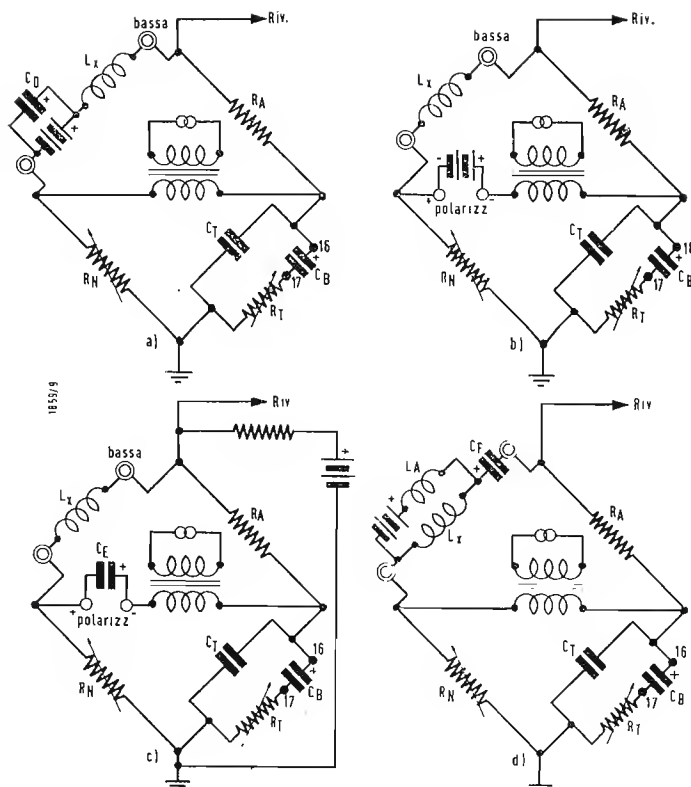 bassa
Riv.
Lx
CD
+
+
RA
CT
16
+
CB
17
RT
RN
a)
bassa
Riv.
Lx
RA
- +
+ polarizz -
CT
18
+
CB
17
RT
RN
b)
1859/9
Riv
bassa
+
Lx
RA
CE
+
+ polarizz -
CT
16
+
CB
17
RT
RN
c)
Riv
CF
+
LA
+
Lx
RA
CT
16
+
CB
17
RT
RN
d)